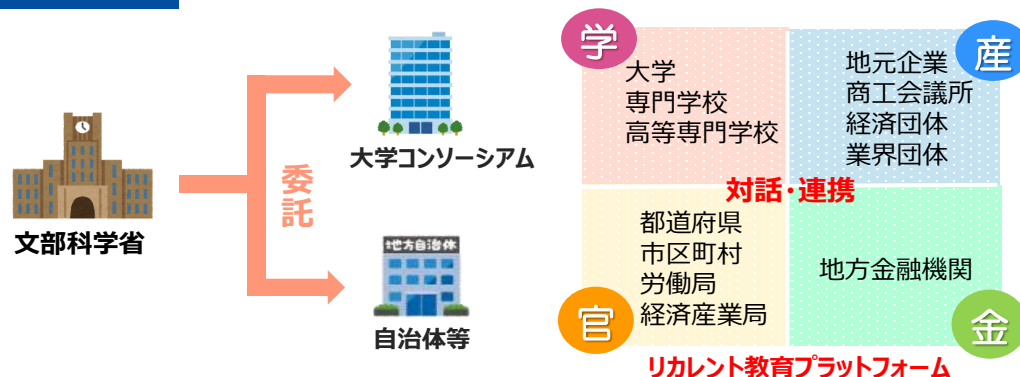 文部科学省
委託
大学コンソーシアム
地方自治体
自治体等
学
大学
専門学校
高等専門学校
産
地元企業
商工会議所
経済団体
業界団体
対話・連携
官
都道府県
市区町村
労働局
経済産業局
金
地方金融機関
リカレント教育プラットフォーム